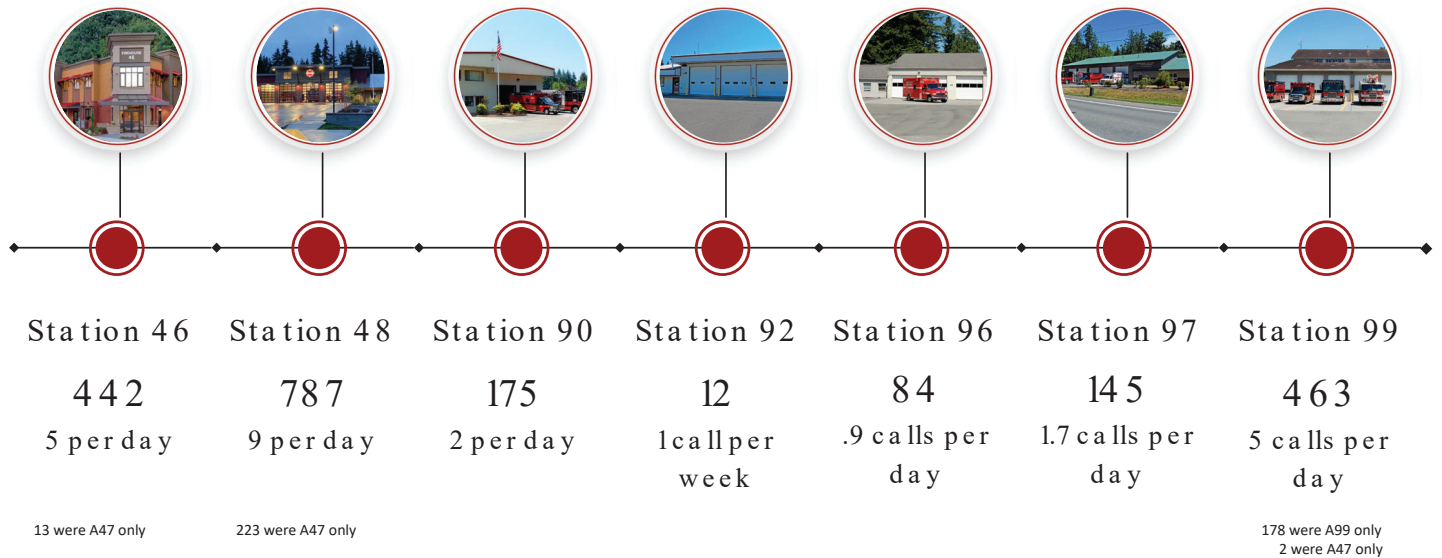 FIREHOUSE
46
Station 46
442
5 per day
13 were A47 only
Station 48
787
9 per day
223 were A47 only
Station 90
175
2 per day
Station 92
12
1 call per
week
Station 96
84
.9 calls per
day
Station 97
145
1.7 calls per
day
Station 99
463
5 calls per
day
178 were A99 only
2 were A47 only